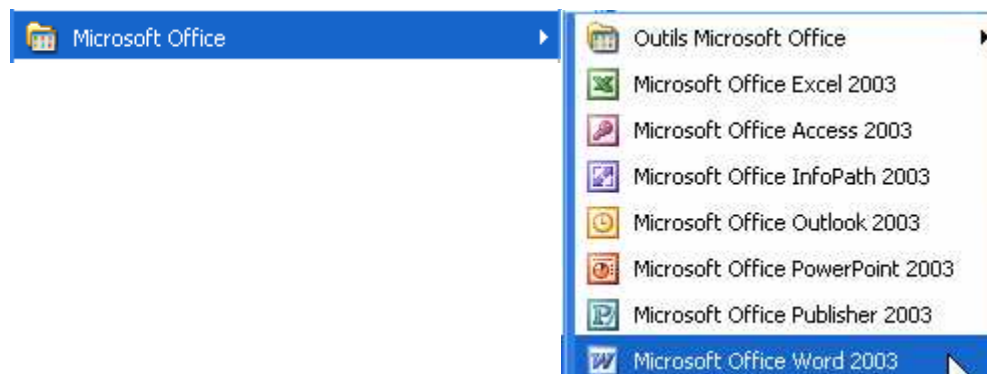 Microsoft Office
Outils Microsoft Office
Microsoft Office Excel 2003
Microsoft Office Access 2003
Microsoft Office InfoPath 2003
Microsoft Office Outlook 2003
Microsoft Office PowerPoint 2003
Microsoft Office Publisher 2003
Microsoft Office Word 2003